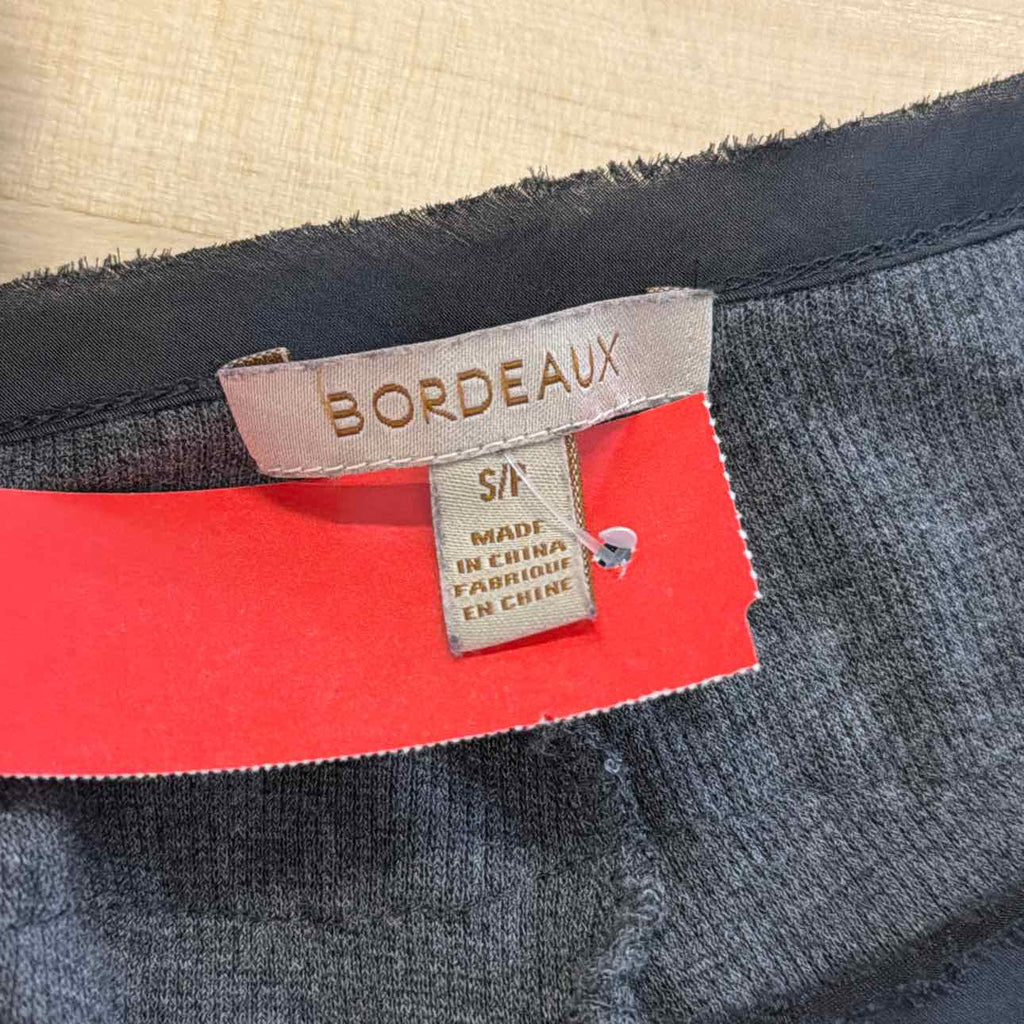 BORDEAUX
S/P
MADE
IN CHINA
FABRIQUE
EN CHINE